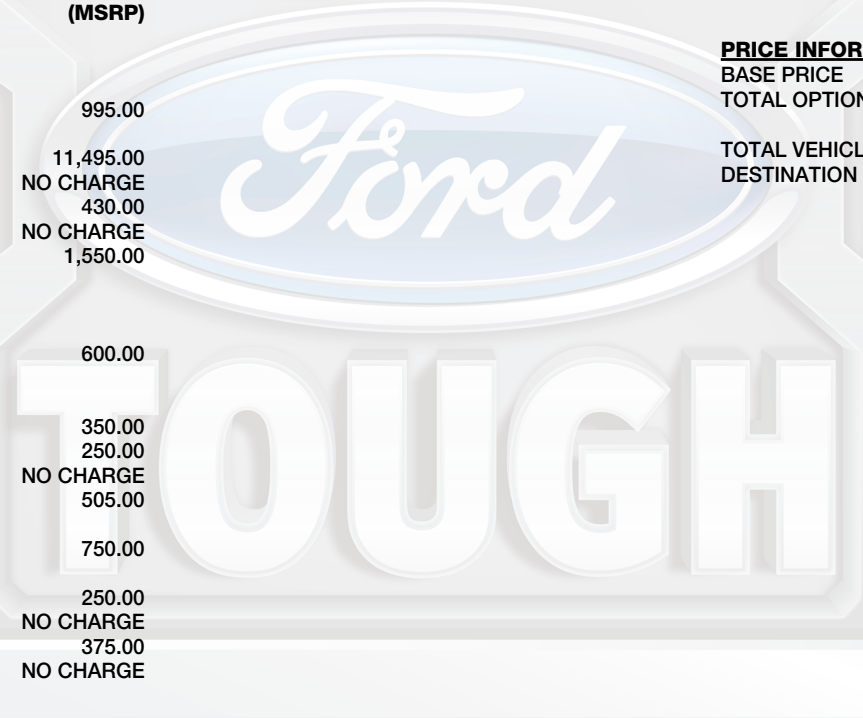 (MSRP)
995.00
11,495.00
NO CHARGE
430.00
NO CHARGE
1,550.00
600.00
350.00
250.00
NO CHARGE
505.00
750.00
250.00
NO CHARGE
375.00
NO CHARGE
PRICE INFOR
BASE PRICE
TOTAL OPTION
TOTAL VEHICL
DESTINATION
Ford
TOUGH